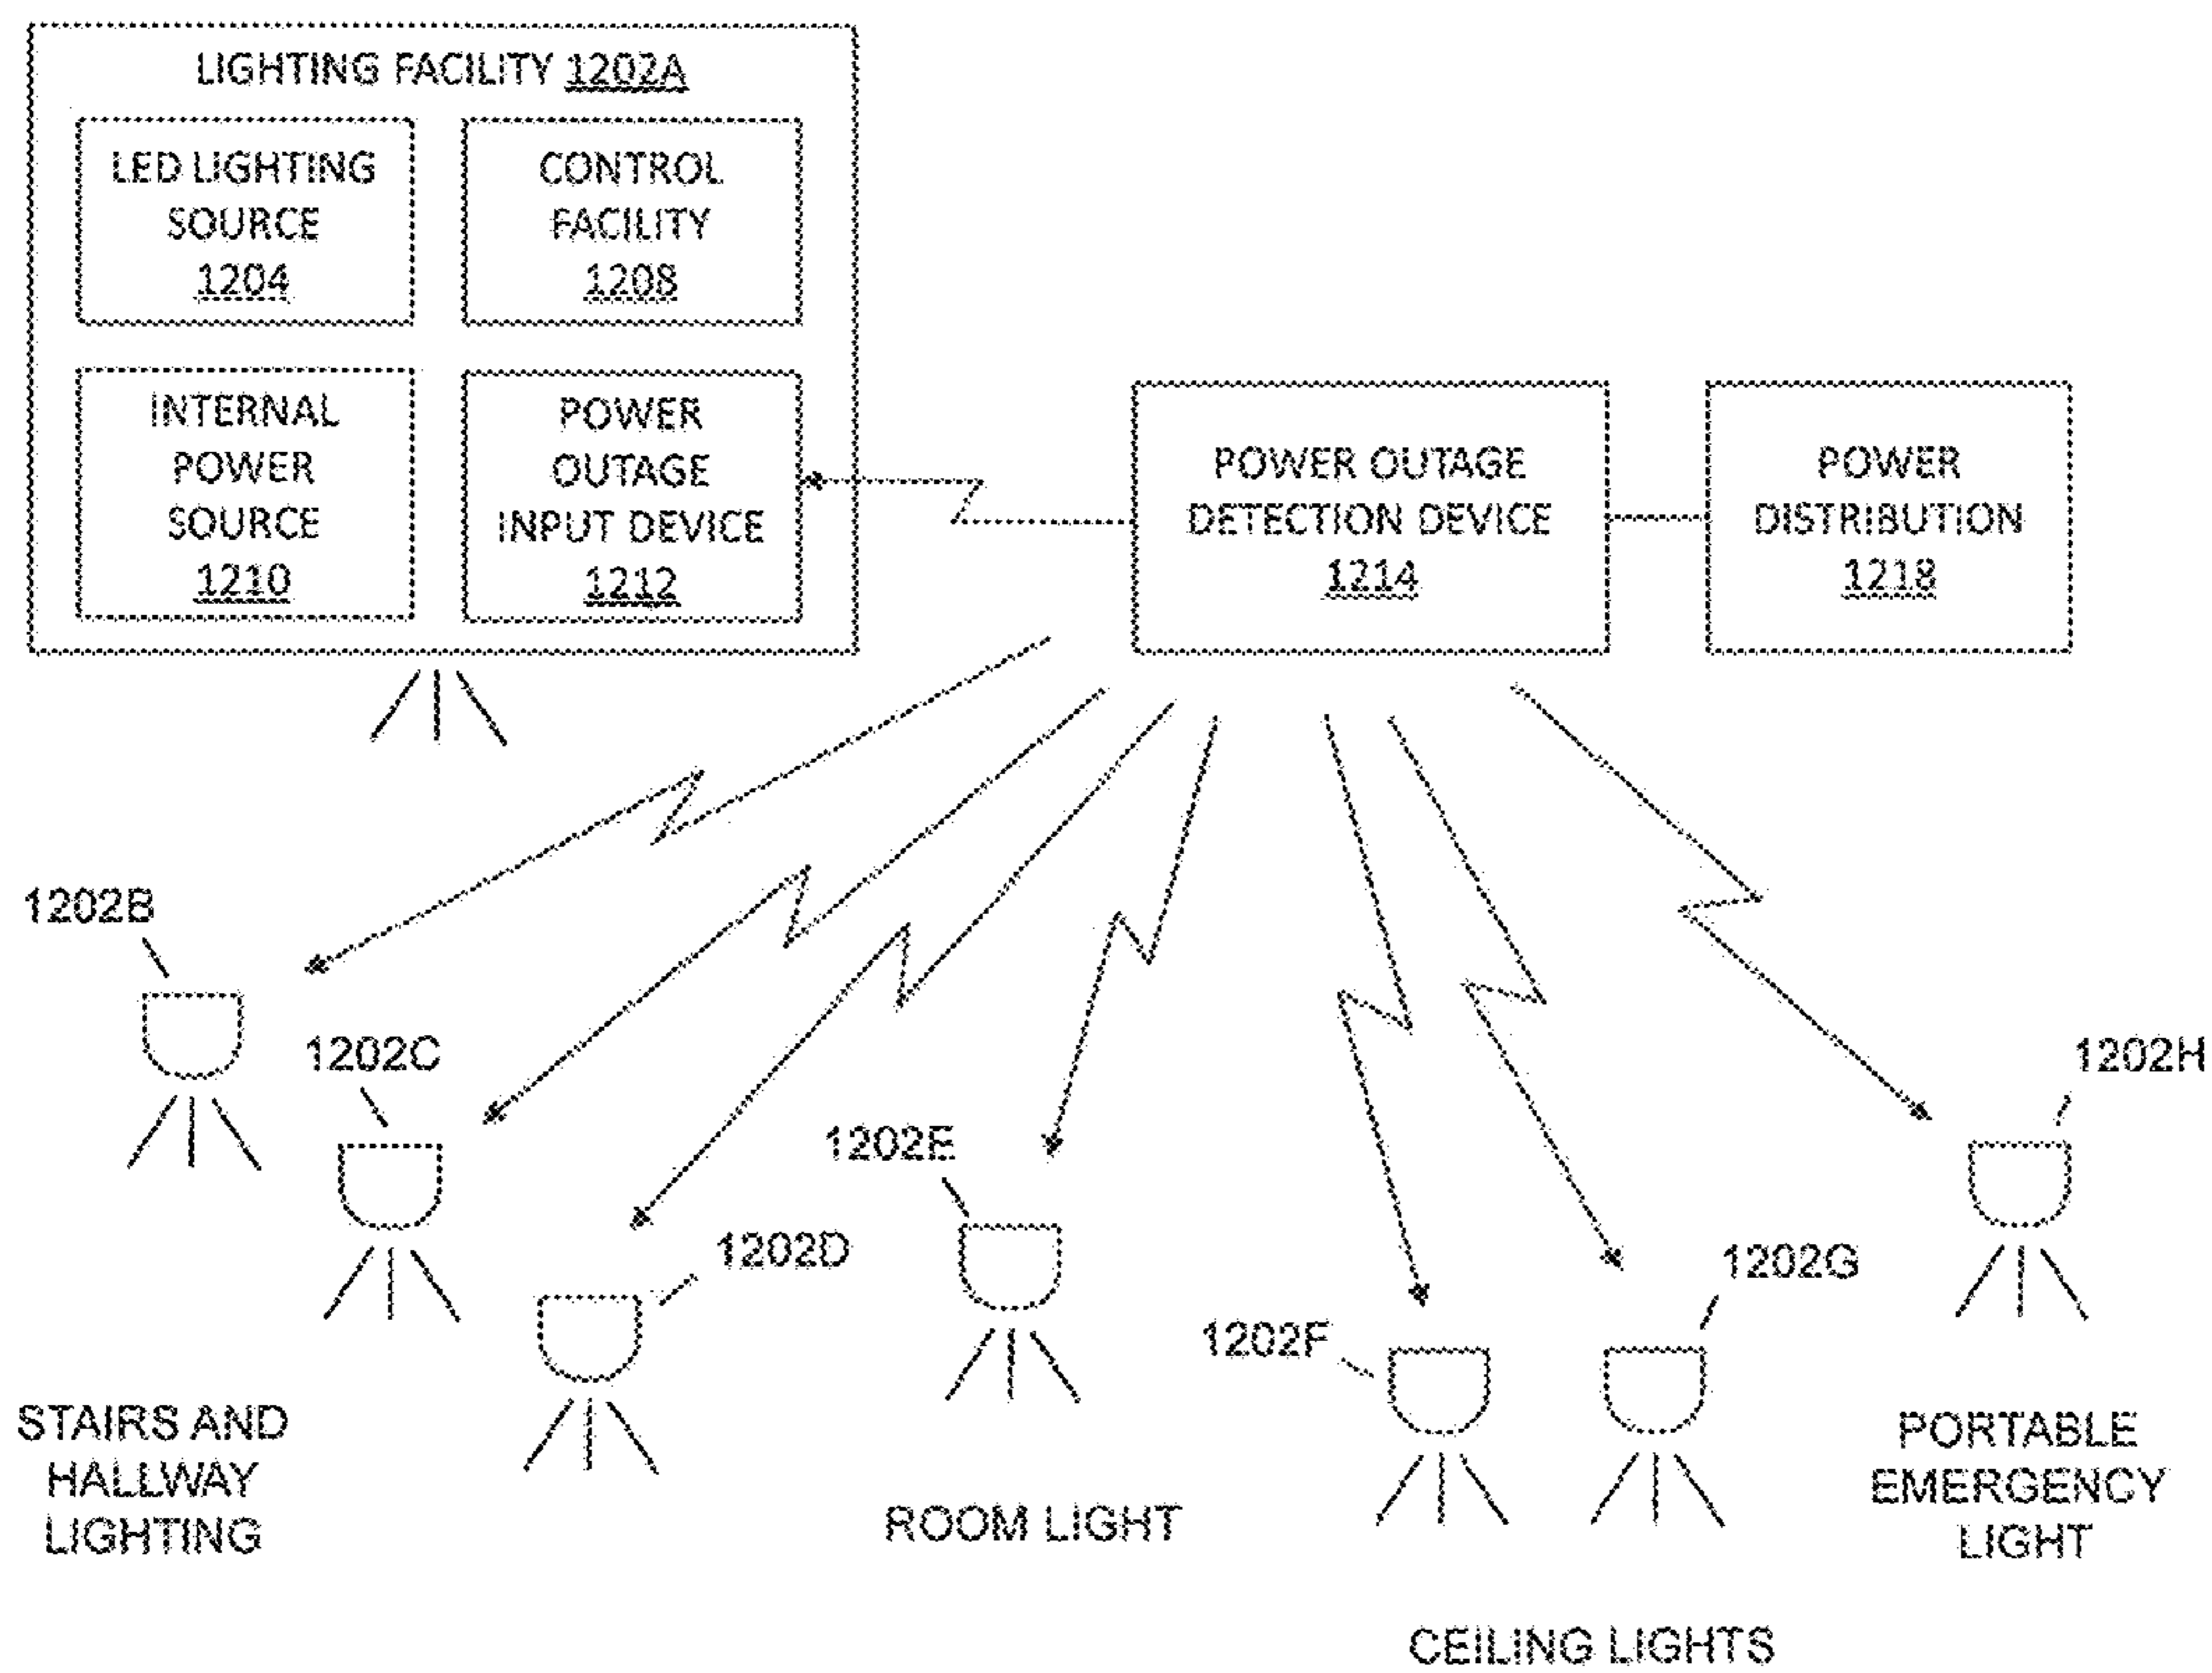 LIGHTING FACILITY 1202A
LED LIGHTING
SOURCE
1204
CONTROL
FACILITY
1208
INTERNAL
POWER
SOURCE
1210
POWER
OUTAGE
INPUT DEVICE
1212
POWER OUTAGE
DETECTION DEVICE
1214
POWER
DISTRIBUTION
1218
1202B
1202C
1202D
1202E
1202F
1202G
1202H
STAIRS AND
HALLWAY
LIGHTING
ROOM LIGHT
CEILING LIGHTS
PORTABLE
EMERGENCY
LIGHT